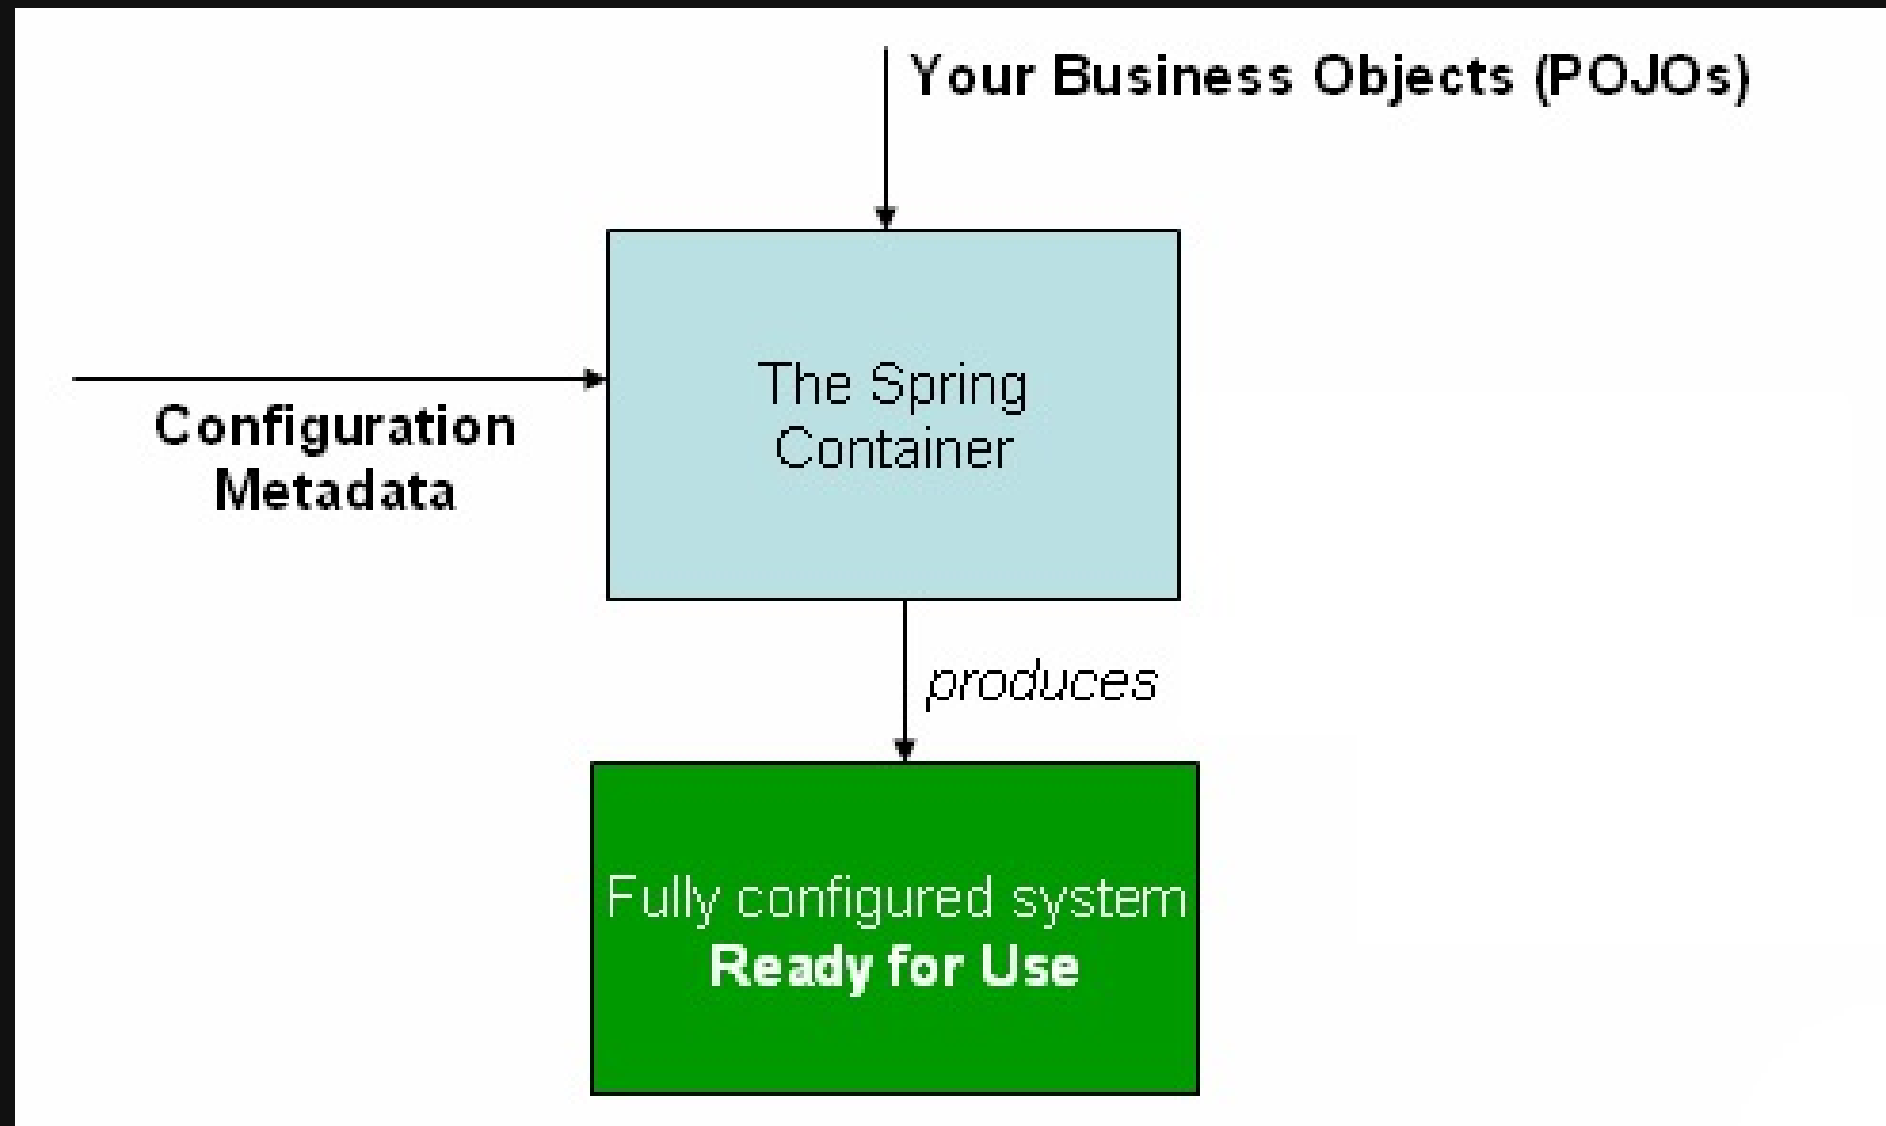 Your Business Objects (POJOs)
The Spring
Container
Configuration
Metadata
produces
Fully configured system
Ready for Use